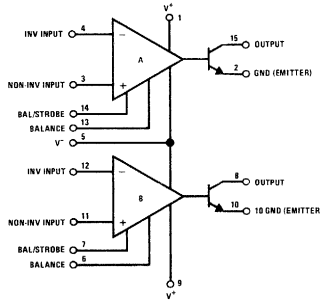 V+
1
INV INPUT 4
15 OUTPUT
−
A
2 GND (EMITTER)
NON-INV INPUT 3
+
BAL/STROBE 14
BALANCE 13
V− 5
INV INPUT 12
−
8 OUTPUT
B
10 10 GND (EMITTER
NON-INV INPUT 11
+
BAL/STROBE 7
BALANCE 6
9
V+